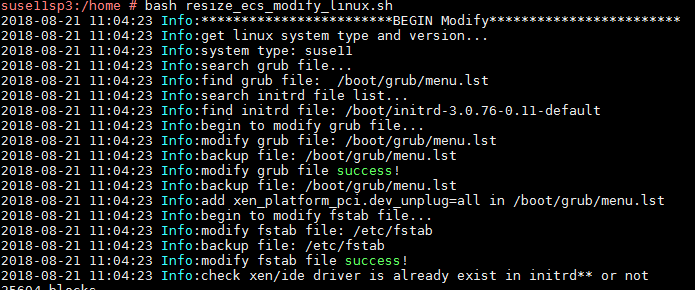 suse11sp3:/home # bash resize_ecs_modify_linux.sh
2018-08-21 11:04:23 Info:************************BEGIN Modify************************
2018-08-21 11:04:23 Info:get linux system type and version...
2018-08-21 11:04:23 Info:system type: suse11
2018-08-21 11:04:23 Info:search grub file...
2018-08-21 11:04:23 Info:find grub file:  /boot/grub/menu.lst
2018-08-21 11:04:23 Info:search initrd file list...
2018-08-21 11:04:23 Info:find initrd file: /boot/initrd-3.0.76-0.11-default
2018-08-21 11:04:23 Info:begin to modify grub file...
2018-08-21 11:04:23 Info:modify grub file: /boot/grub/menu.lst
2018-08-21 11:04:23 Info:backup file: /boot/grub/menu.lst
2018-08-21 11:04:23 Info:modify grub file success!
2018-08-21 11:04:23 Info:backup file: /boot/grub/menu.lst
2018-08-21 11:04:23 Info:add xen_platform_pci.dev_unplug=all in /boot/grub/menu.lst
2018-08-21 11:04:23 Info:begin to modify fstab file...
2018-08-21 11:04:23 Info:modify fstab file: /etc/fstab
2018-08-21 11:04:23 Info:backup file: /etc/fstab
2018-08-21 11:04:23 Info:modify fstab file success!
2018-08-21 11:04:23 Info:check xen/ide driver is already exist in initrd** or not
25604 blocks